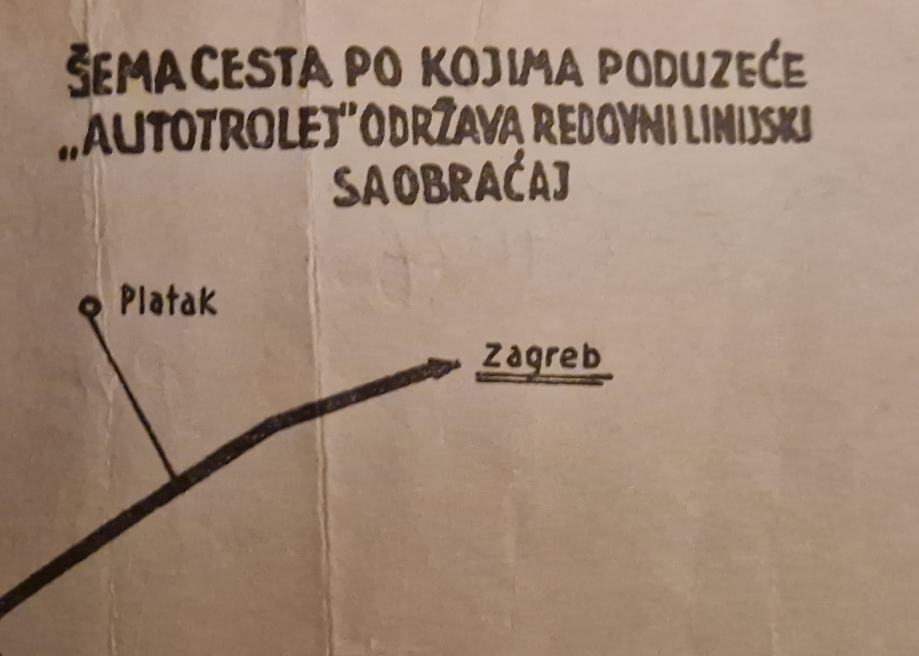 ŠEMA CESTA PO KOJIMA PODUZEĆE
„AUTOTROLEJ" ODRŽAVA REDOVNI LINIJSKI
SAOBRAĆAJ
Platak
Zagreb